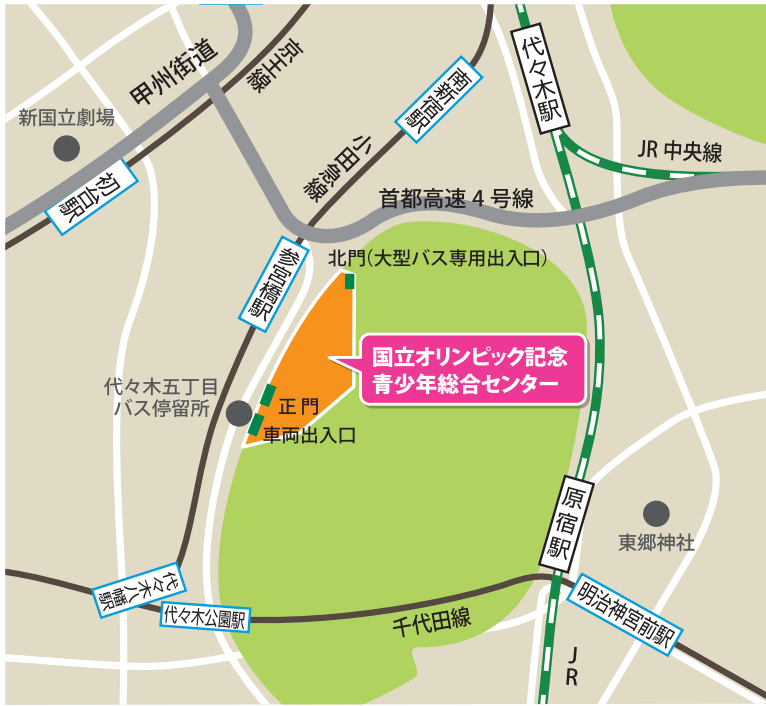 甲州街道
京王線
新国立劇場
初台駅
南新宿駅
小田急線
代々木駅
JR中央線
首都高速4号線
参宮橋駅
北門(大型バス専用出入口)
国立オリンピック記念
青少年総合センター
代々木五丁目
バス停留所
正門
車両出入口
原宿駅
東郷神社
代々木八幡駅
代々木公園駅
千代田線
明治神宮前駅
JR